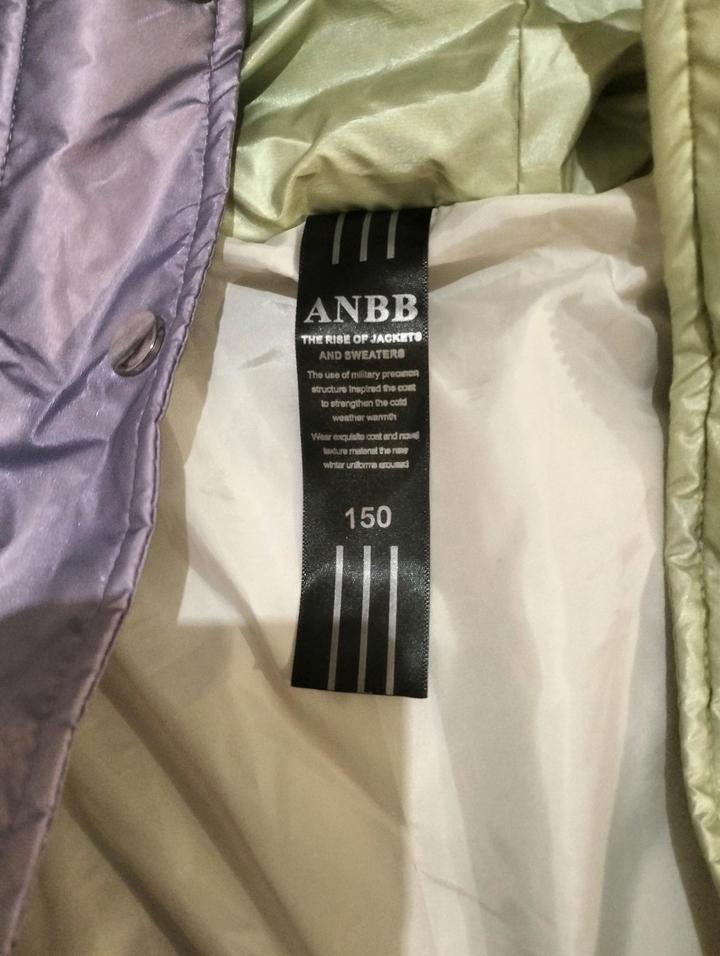 ANBB
THE RISE OF JACKETS
AND SWEATERS
The use of military precision
structure inspired the coat
to strengthen the cold
weather warmth
Wear exquisite coat and novel
texture material the new
winter uniforms around
150